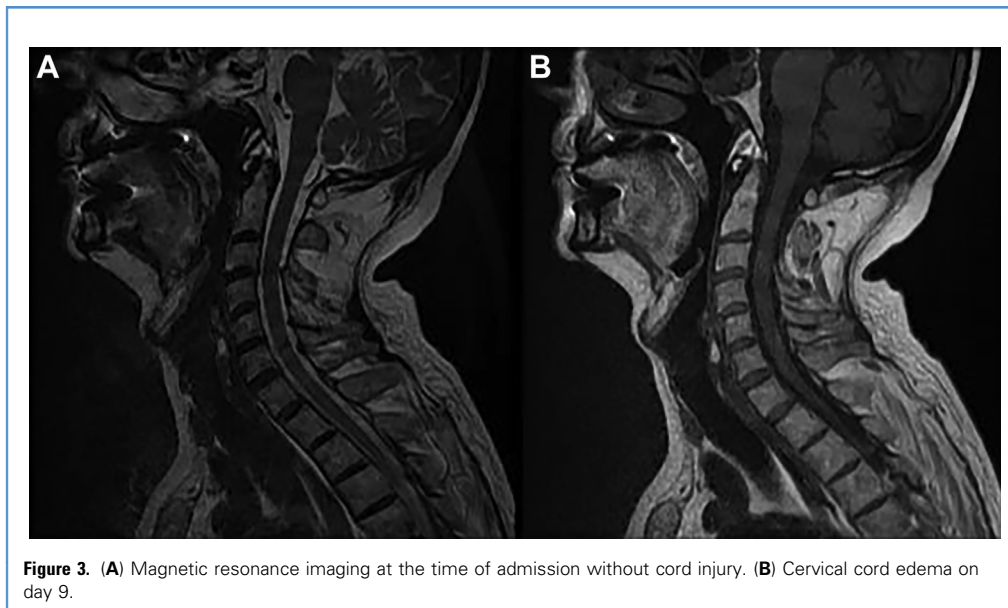 A
B
Figure 3. (A) Magnetic resonance imaging at the time of admission without cord injury. (B) Cervical cord edema on
day 9.